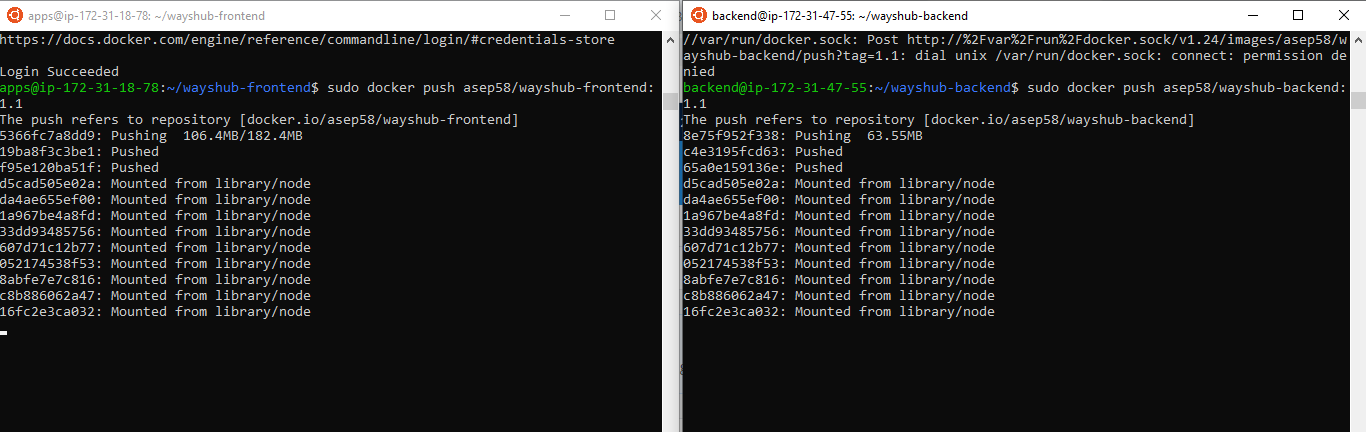 apps@ip-172-31-18-78: ~/wayshub-frontend
https://docs.docker.com/engine/reference/commandline/login/#credentials-store
Login Succeeded
apps@ip-172-31-18-78:~/wayshub-frontend$ sudo docker push asep58/wayshub-frontend:
1.1
The push refers to repository [docker.io/asep58/wayshub-frontend]
5366fc7a8dd9: Pushing  106.4MB/182.4MB
19ba8f3c3be1: Pushed
f95e120ba51f: Pushed
d5cad505e02a: Mounted from library/node
da4ae655ef00: Mounted from library/node
1a967be4a8fd: Mounted from library/node
33dd93485756: Mounted from library/node
607d71c12b77: Mounted from library/node
052174538f53: Mounted from library/node
8abfe7e7c816: Mounted from library/node
c8b886062a47: Mounted from library/node
16fc2e3ca032: Mounted from library/node
backend@ip-172-31-47-55: ~/wayshub-backend
//var/run/docker.sock: Post http://%2Fvar%2Frun%2Fdocker.sock/v1.24/images/asep58/w
ayshub-backend/push?tag=1.1: dial unix /var/run/docker.sock: connect: permission de
nied
backend@ip-172-31-47-55:~/wayshub-backend$ sudo docker push asep58/wayshub-backend:
1.1
The push refers to repository [docker.io/asep58/wayshub-backend]
8e75f952f338: Pushing  63.55MB
c4e3195fcd63: Pushed
65a0e159136e: Pushed
d5cad505e02a: Mounted from library/node
da4ae655ef00: Mounted from library/node
1a967be4a8fd: Mounted from library/node
33dd93485756: Mounted from library/node
607d71c12b77: Mounted from library/node
052174538f53: Mounted from library/node
8abfe7e7c816: Mounted from library/node
c8b886062a47: Mounted from library/node
16fc2e3ca032: Mounted from library/node